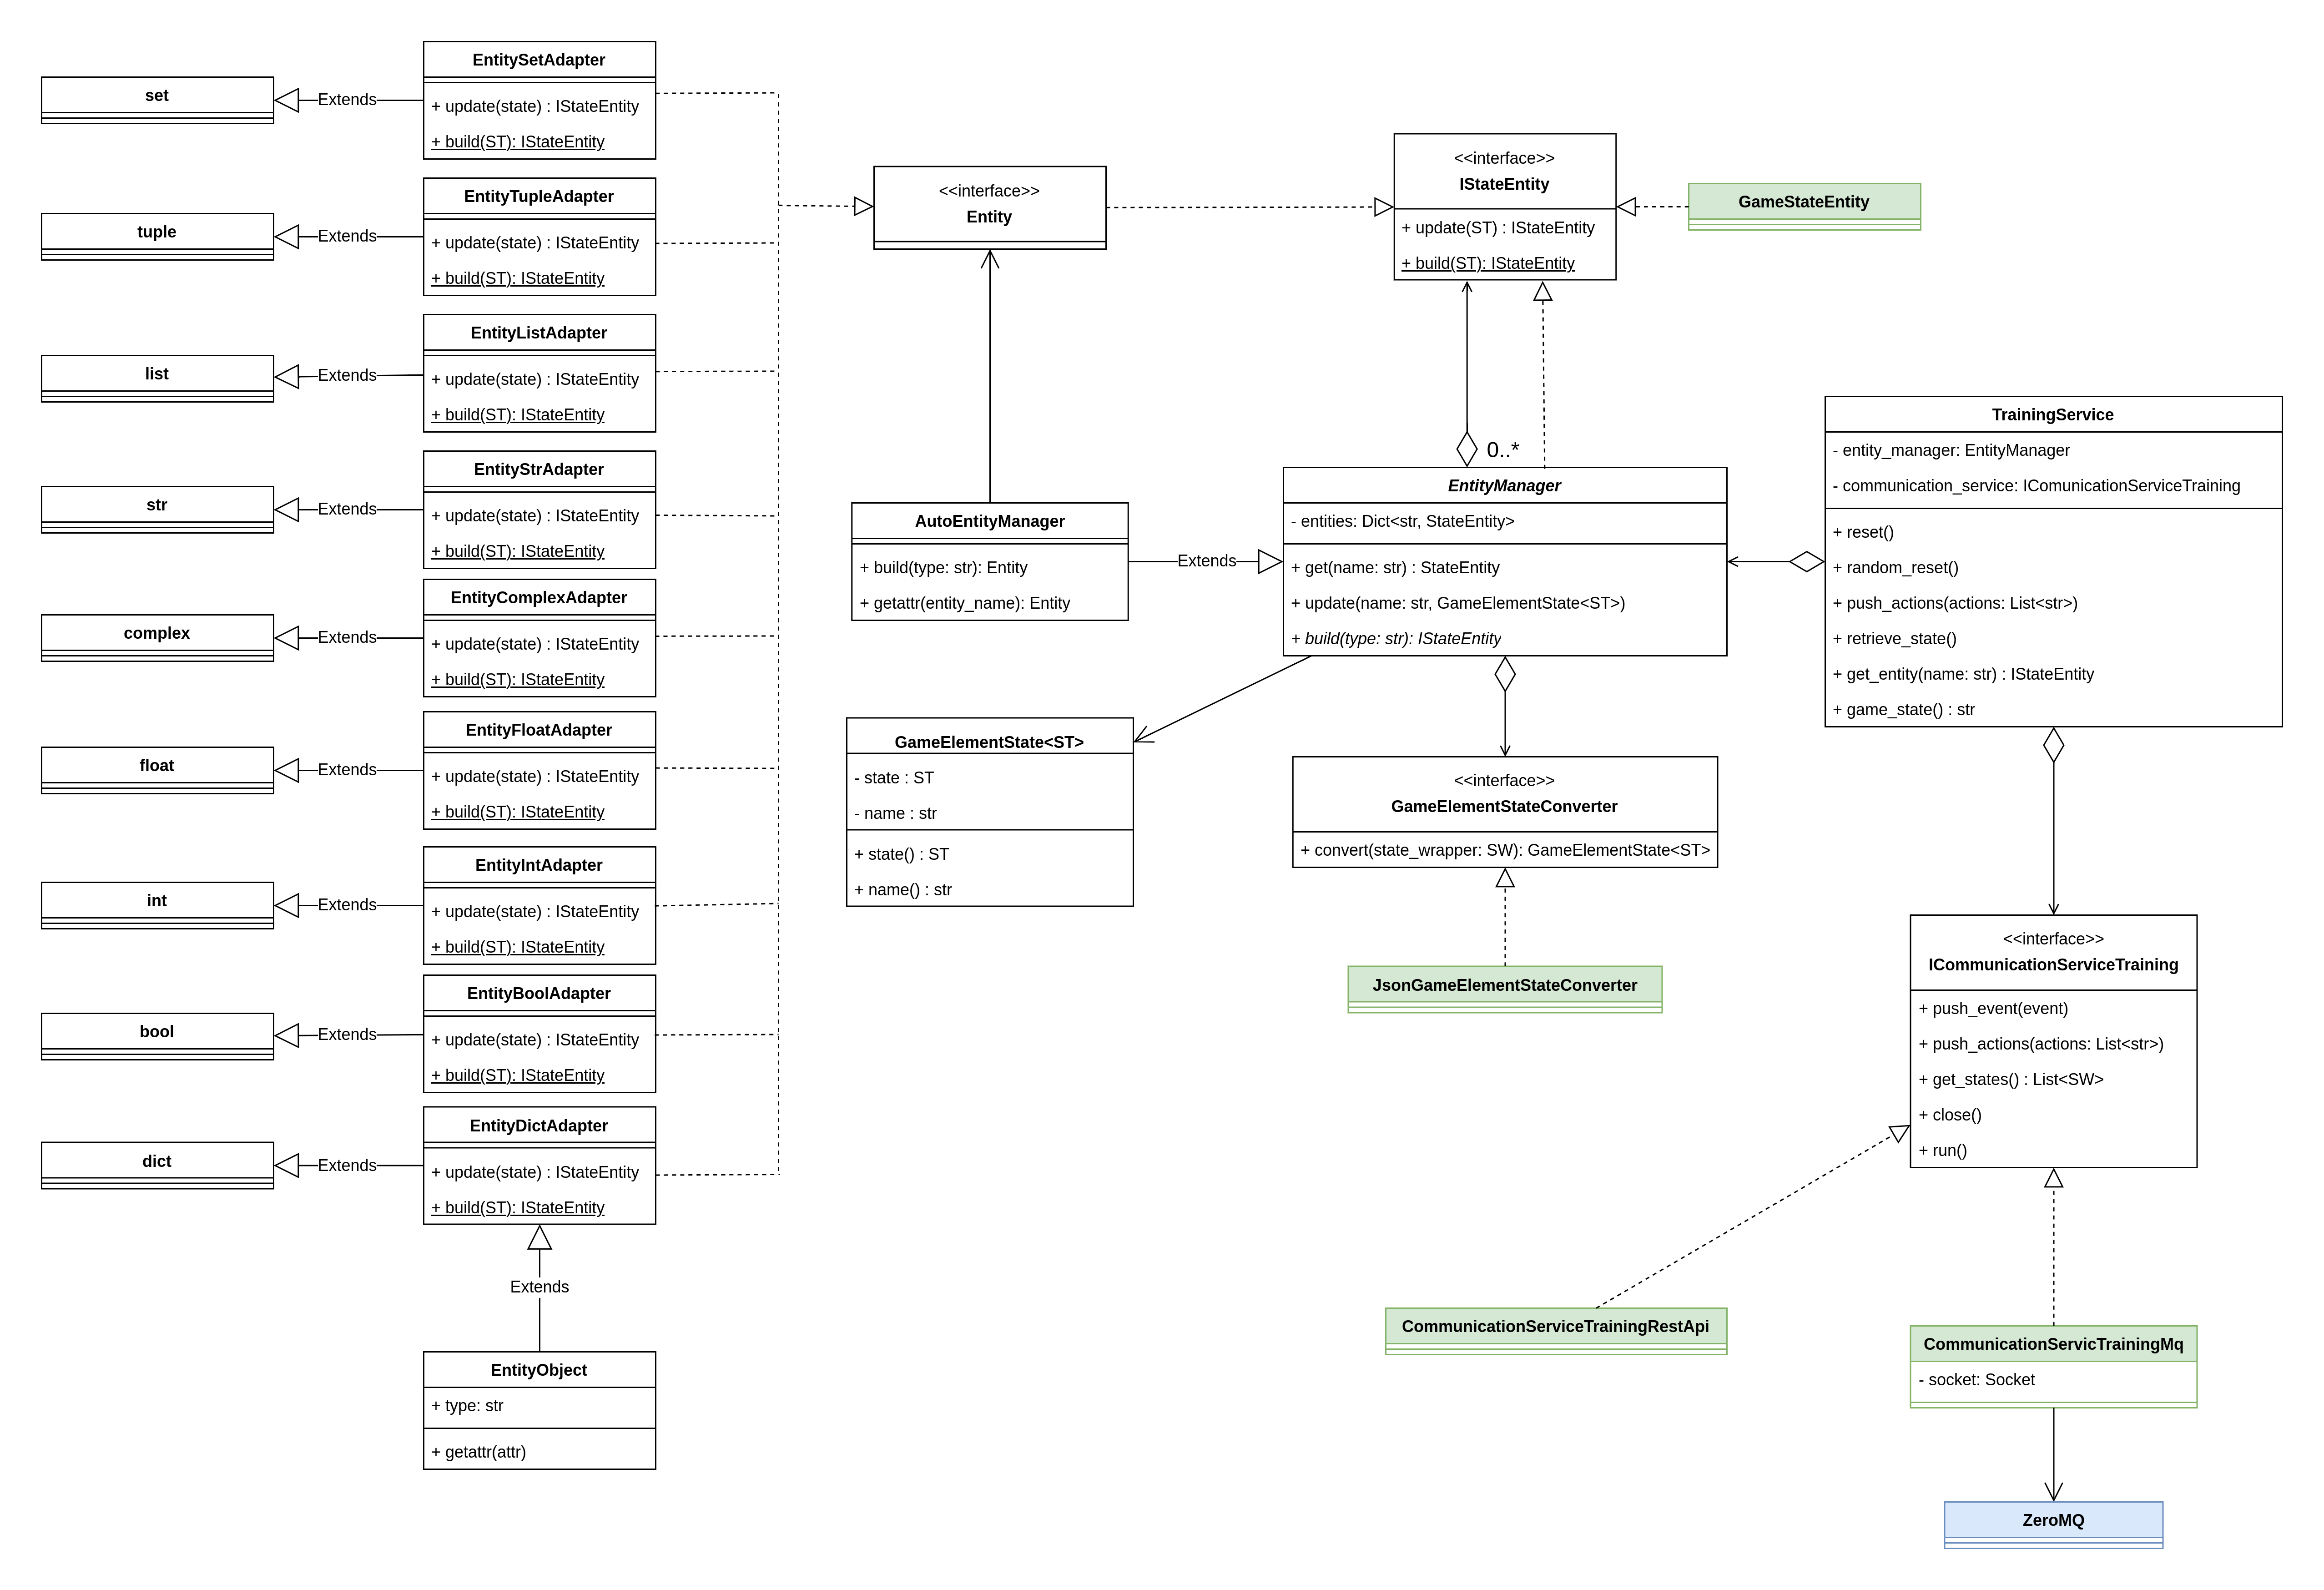 set
Extends
EntitySetAdapter
+ update(state) : IStateEntity
+ build(ST): IStateEntity
tuple
Extends
EntityTupleAdapter
+ update(state) : IStateEntity
+ build(ST): IStateEntity
list
Extends
EntityListAdapter
+ update(state) : IStateEntity
+ build(ST): IStateEntity
str
Extends
EntityStrAdapter
+ update(state) : IStateEntity
+ build(ST): IStateEntity
complex
Extends
EntityComplexAdapter
+ update(state) : IStateEntity
+ build(ST): IStateEntity
float
Extends
EntityFloatAdapter
+ update(state) : IStateEntity
+ build(ST): IStateEntity
int
Extends
EntityIntAdapter
+ update(state) : IStateEntity
+ build(ST): IStateEntity
bool
Extends
EntityBoolAdapter
+ update(state) : IStateEntity
+ build(ST): IStateEntity
dict
Extends
EntityDictAdapter
+ update(state) : IStateEntity
+ build(ST): IStateEntity
Extends
EntityObject
+ type: str
+ getattr(attr)
<<interface>>
Entity
AutoEntityManager
+ build(type: str): Entity
+ getattr(entity_name): Entity
Extends
GameElementState<ST>
- state : ST
- name : str
+ state() : ST
+ name() : str
<<interface>>
IStateEntity
+ update(ST) : IStateEntity
+ build(ST): IStateEntity
GameStateEntity
0..*
EntityManager
- entities: Dict<str, StateEntity>
+ get(name: str) : StateEntity
+ update(name: str, GameElementState<ST>)
+ build(type: str): IStateEntity
<<interface>>
GameElementStateConverter
+ convert(state_wrapper: SW): GameElementState<ST>
JsonGameElementStateConverter
TrainingService
- entity_manager: EntityManager
- communication_service: IComunicationServiceTraining
+ reset()
+ random_reset()
+ push_actions(actions: List<str>)
+ retrieve_state()
+ get_entity(name: str) : IStateEntity
+ game_state() : str
<<interface>>
ICommunicationServiceTraining
+ push_event(event)
+ push_actions(actions: List<str>)
+ get_states() : List<SW>
+ close()
+ run()
CommunicationServiceTrainingRestApi
CommunicationServicTrainingMq
- socket: Socket
ZeroMQ